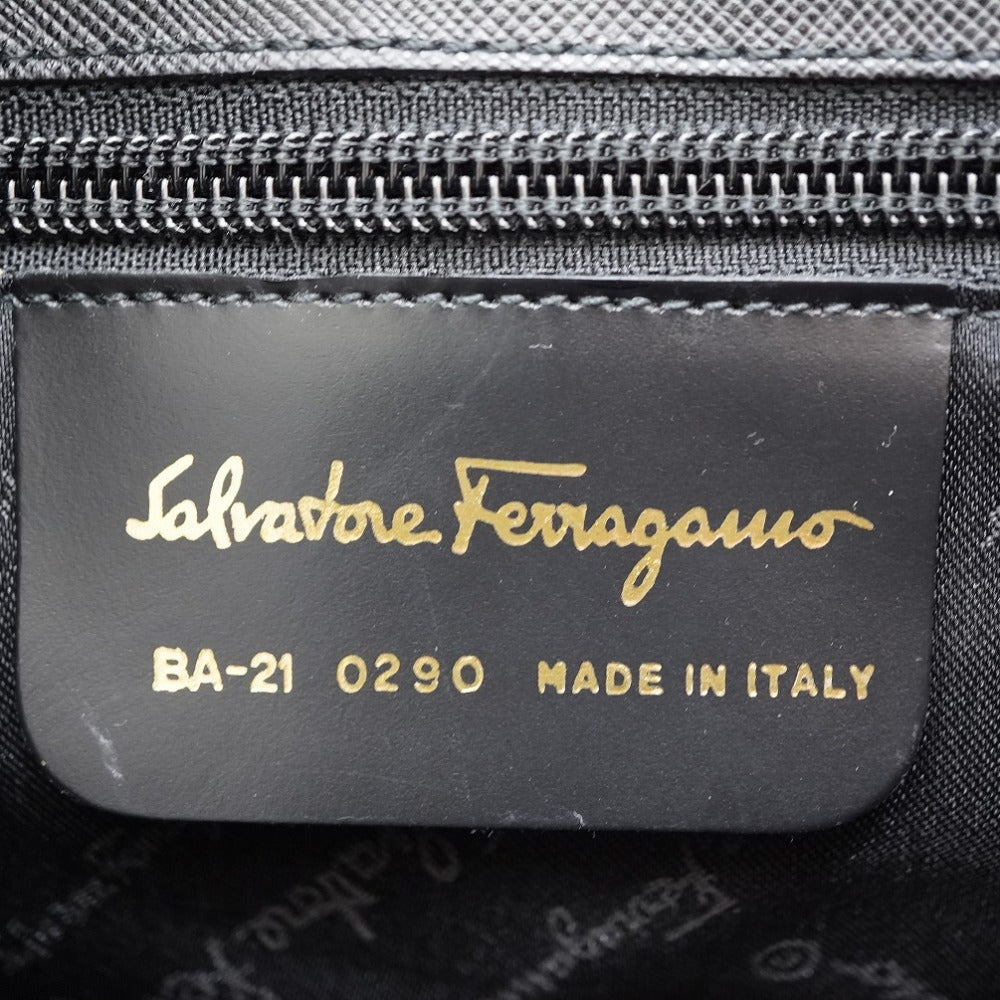 Salvatore Ferragamo
BA-21 0290 MADE IN ITALY